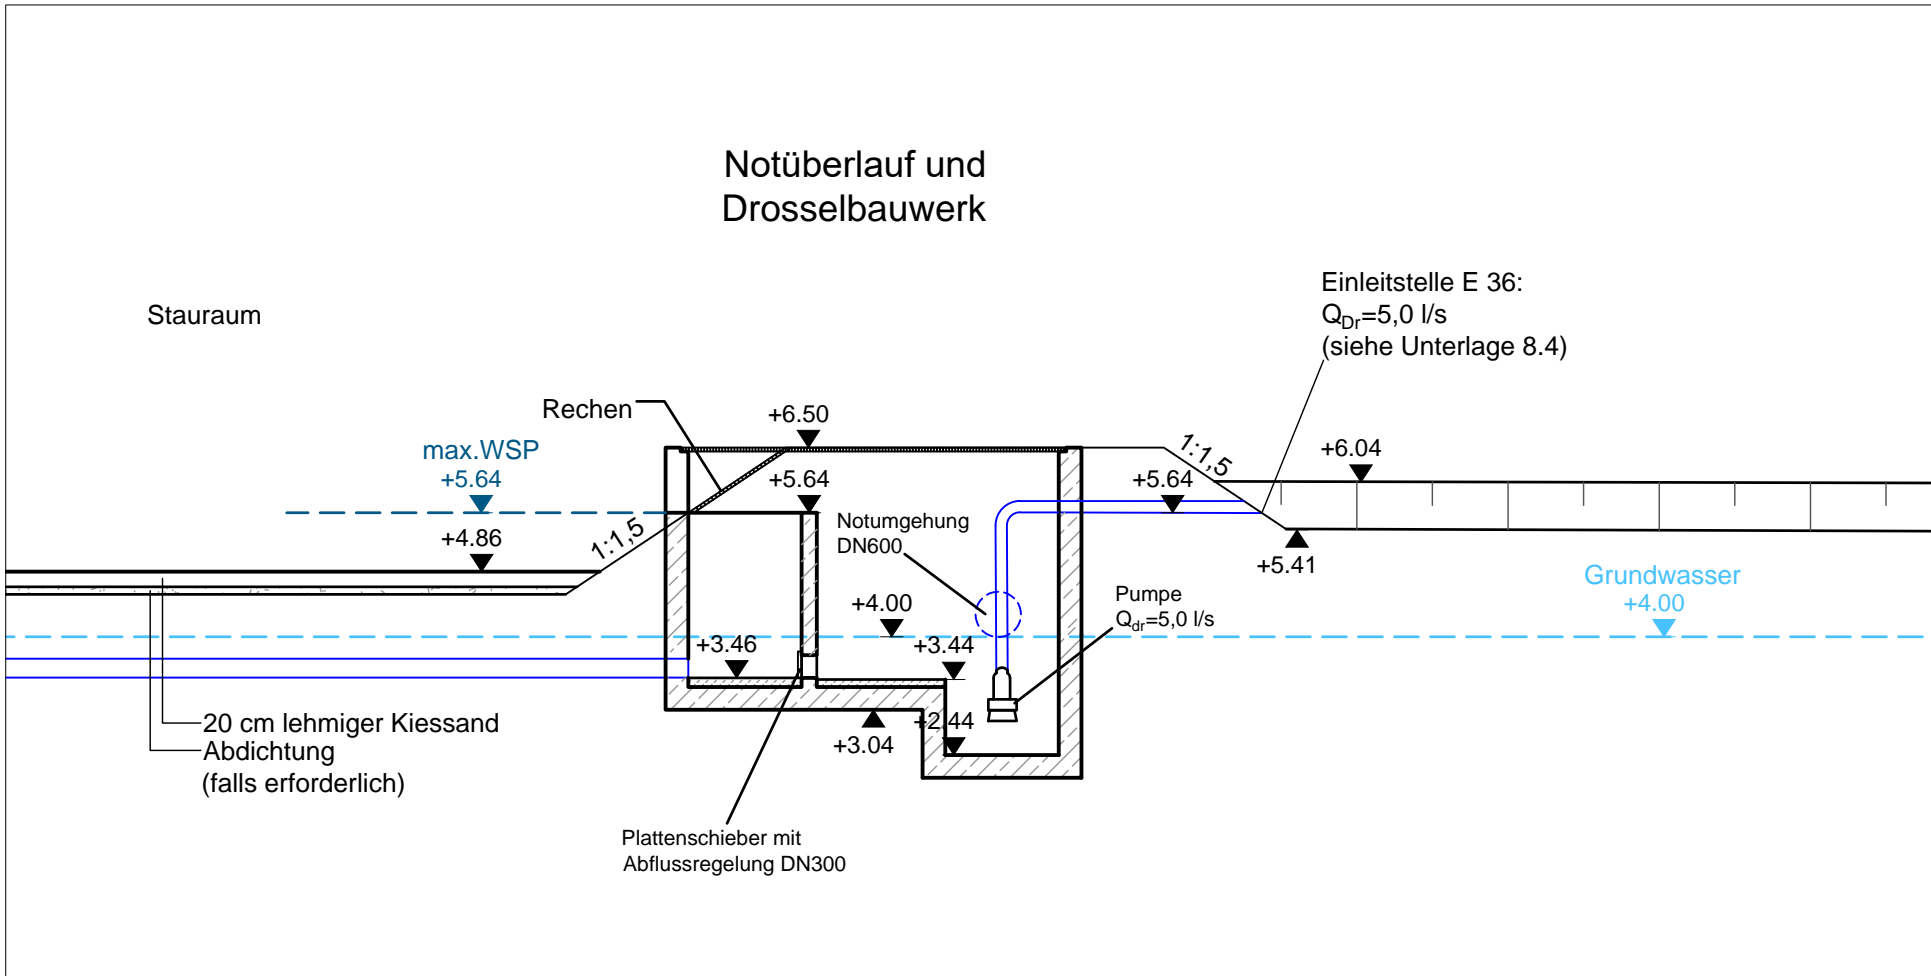 Notüberlauf und
Drosselbauwerk
Stauraum
Einleitstelle E 36:
QDr=5,0 l/s
(siehe Unterlage 8.4)
Rechen
+6.50
1:1,5
+6.04
max.WSP
+5.64
+5.64
+5.64
Notumgehung
DN600
+4.86
1:1,5
+5.41
Grundwasser
+4.00
+4.00
Pumpe
Qdr=5,0 l/s
+3.46
+3.44
20 cm lehmiger Kiessand
Abdichtung
(falls erforderlich)
+3.04
+2.44
Plattenschieber mit
Abflussregelung DN300